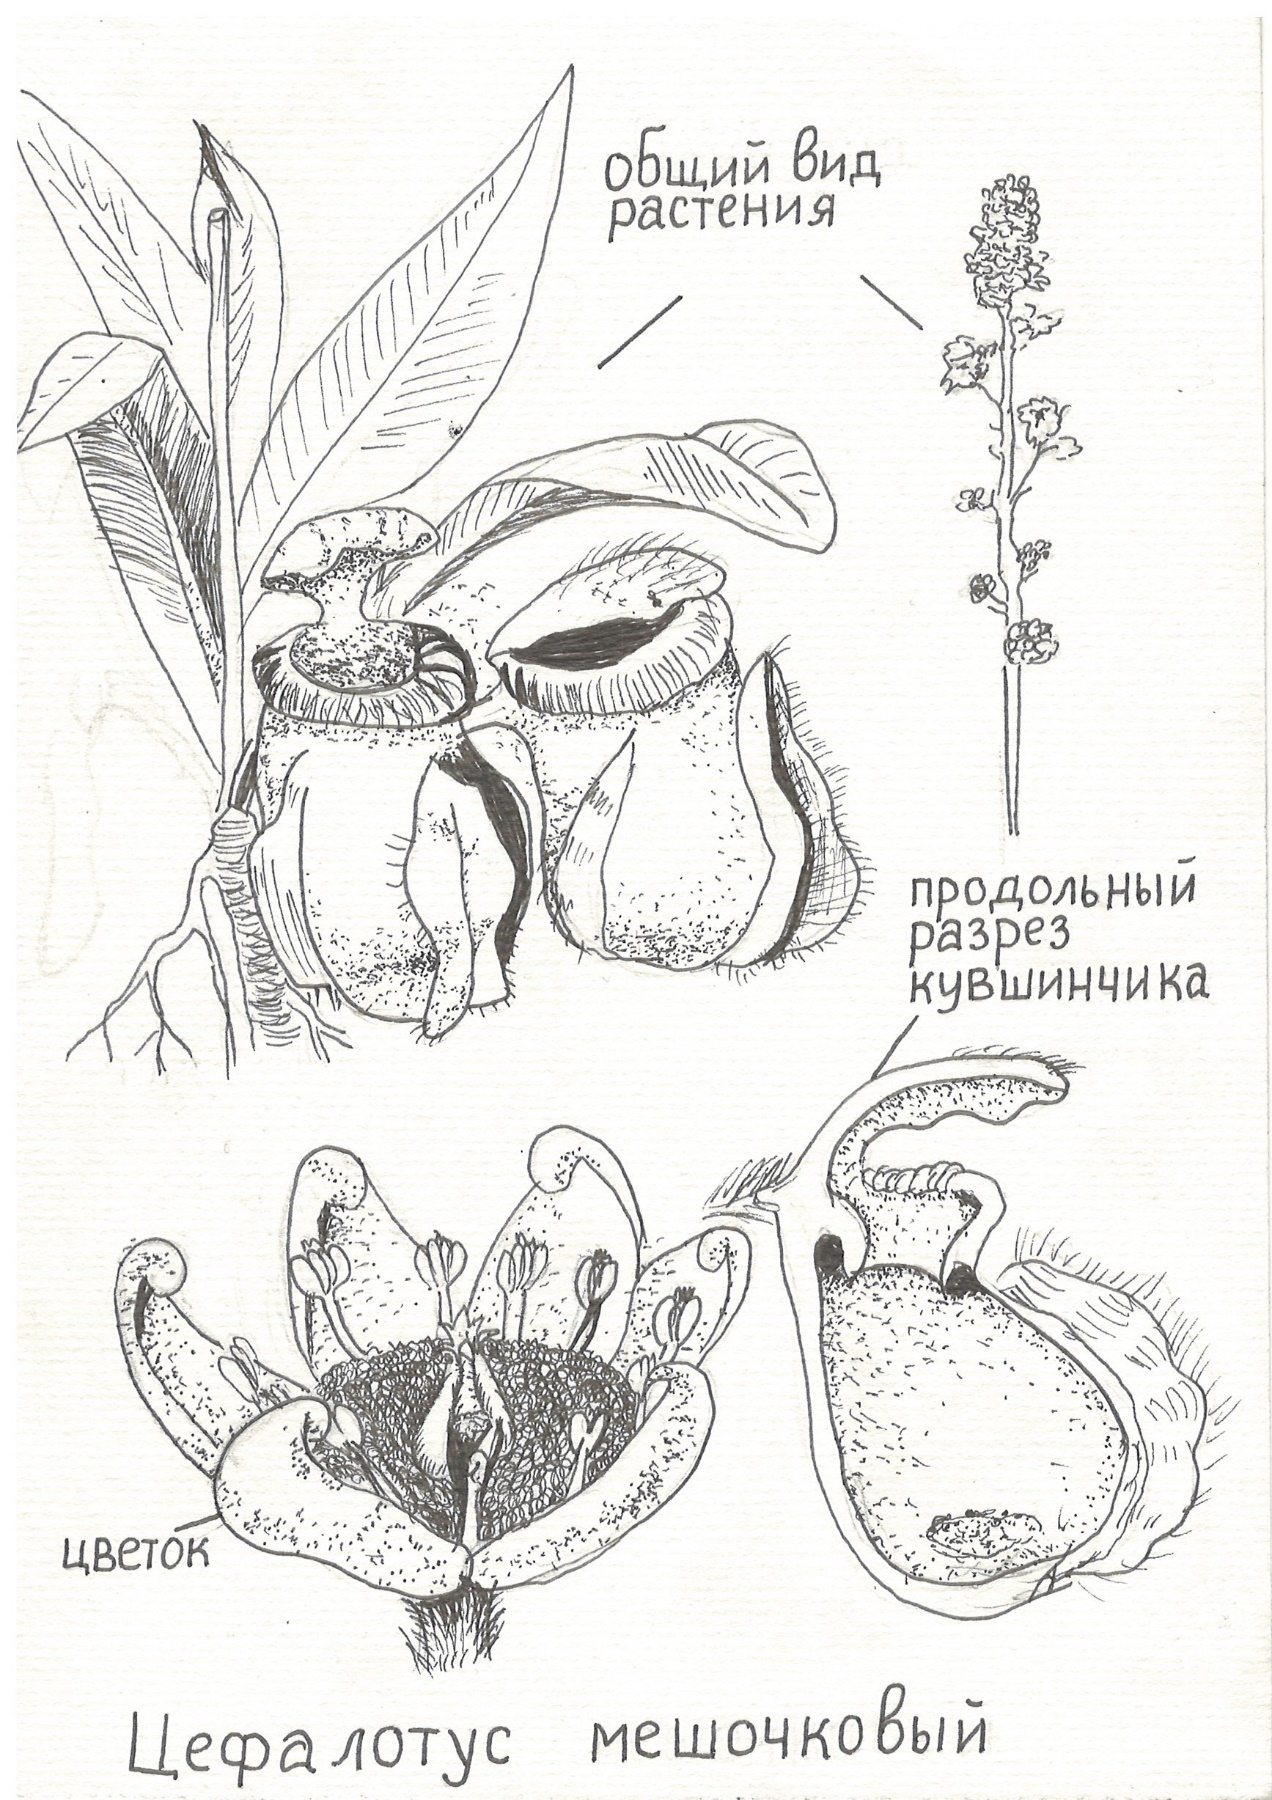 общий вид
растения
продольный
разрез
кувшинчика
цветок
Цефалотус мешочковый